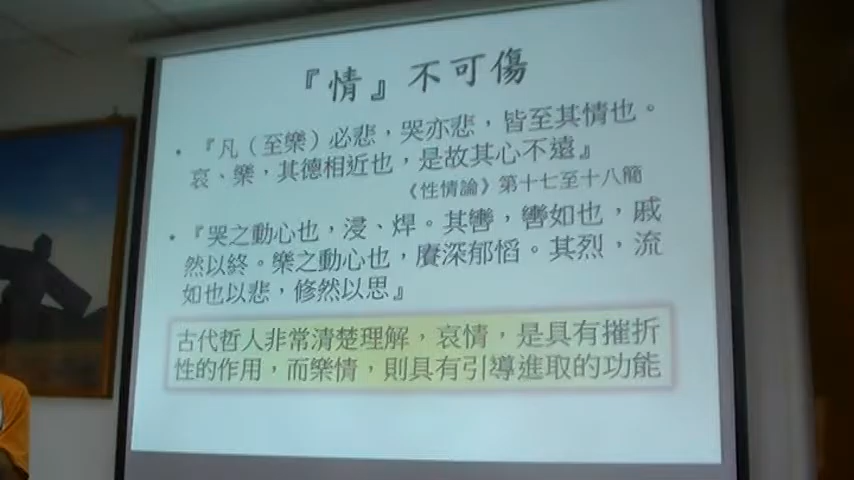 『情』不可傷
• 『凡（至樂）必悲，哭亦悲，皆至其情也。
哀、樂，其德相近也，是故其心不遠』
《性情論》第十七至十八簡
• 『哭之動心也，浸、焊。其轡，轡如也，戚
然以終。樂之動心也，賡深郁慆。其烈，流
如也以悲，修然以思』
古代哲人非常清楚理解，哀情，是具有摧折
性的作用，而樂情，則具有引導進取的功能